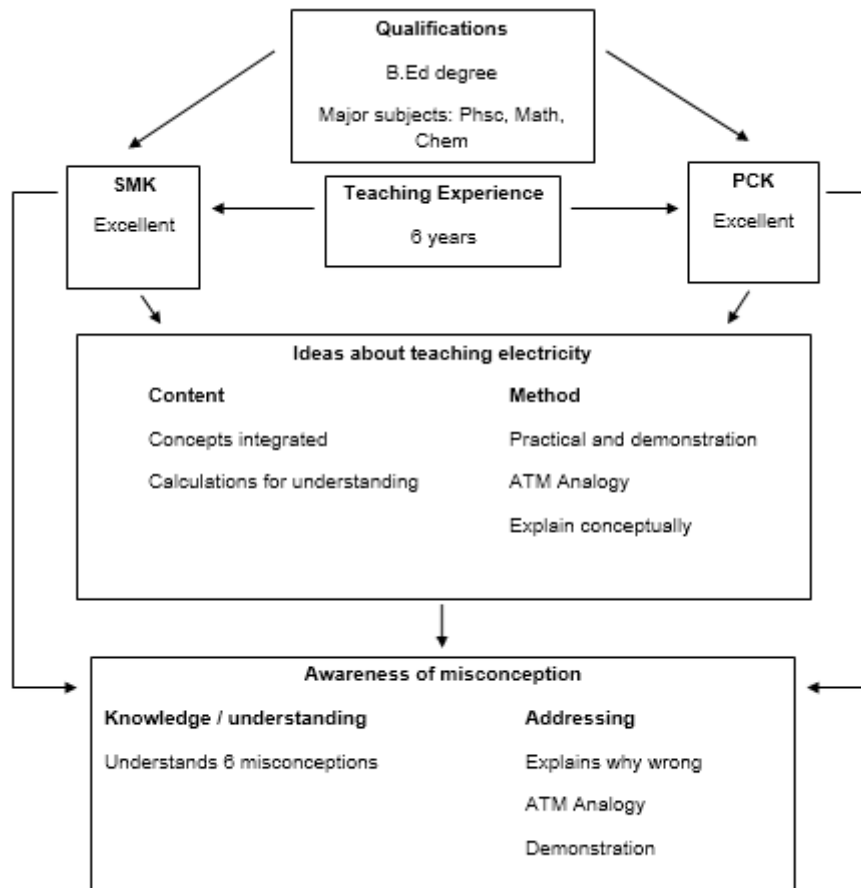 Qualifications
B.Ed degree
Major subjects: Phsc, Math,
Chem
SMK
Excellent
Teaching Experience
6 years
PCK
Excellent
Ideas about teaching electricity
Content
Concepts integrated
Calculations for understanding
Method
Practical and demonstration
ATM Analogy
Explain conceptually
Awareness of misconception
Knowledge / understanding
Understands 6 misconceptions
Addressing
Explains why wrong
ATM Analogy
Demonstration